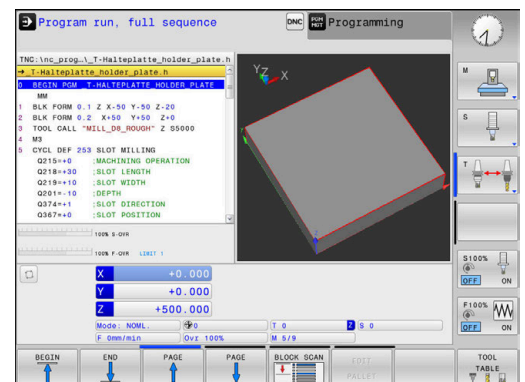 Program run, full sequence
DNC
PGM MGT
Programming
TNC:\nc_prog…\_T-Halteplatte_holder_plate.h
→_T-Halteplatte_holder_plate.h
0 BEGIN PGM _T-HALTEPLATTE_HOLDER_PLATE
MM
1 BLK FORM 0.1 Z X-50 Y-50 Z-20
2 BLK FORM 0.2 X+50 Y+50 Z+0
3 TOOL CALL "MILL_D8_ROUGH" Z S5000
4 M3
5 CYCL DEF 253 SLOT MILLING
Q215=+0 ;MACHINING OPERATION
Q218=+30 ;SLOT LENGTH
Q219=+10 ;SLOT WIDTH
Q201=-10 ;DEPTH
Q374=+1 ;SLOT DIRECTION
Q367=+0 ;SLOT POSITION
Y Z X
Z
100% S-OVR
100% F-OVR LIMIT 1
X +0.000
Y +0.000
Z +500.000
Mode: NOML. 0 T 0 Z S 0
F 0mm/min Ovr 100% M 5/9
M
S
T
S100%
OFF ON
F100%
OFF ON
BEGIN
END
PAGE
PAGE
BLOCK SCAN
EDIT
PALLET
TOOL
TABLE